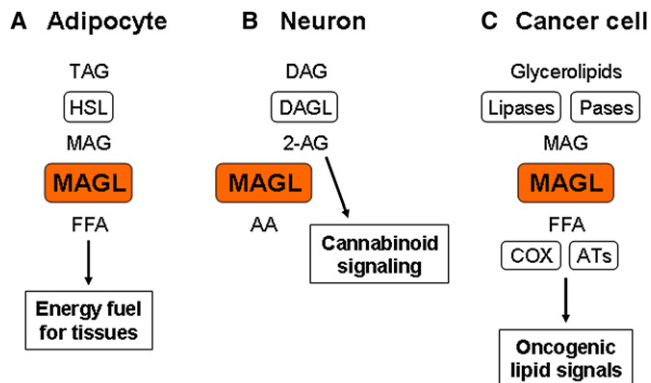 A Adipocyte
TAG
HSL
MAG
MAGL
FFA
Energy fuel
for tissues
B Neuron
DAG
DAGL
2-AG
MAGL
AA
Cannabinoid
signaling
C Cancer cell
Glycerolipids
Lipases Pases
MAG
MAGL
FFA
COX ATs
Oncogenic
lipid signals